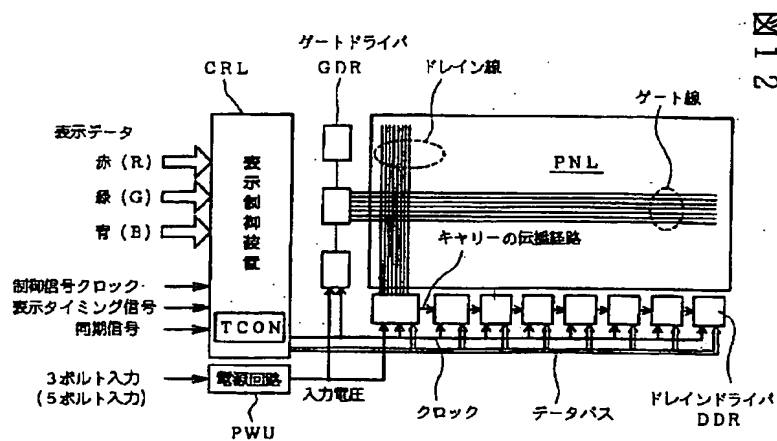 図12
ゲートドライバ
GDR
ドレイン線
CRL
ゲート線
表示データ
赤(R)
緑(G)
青(B)
表示制御装置
PNL
キャリーの伝播経路
制御信号クロック
表示タイミング信号
同期信号
TCON
3ボルト入力
(5ボルト入力)
電源回路
PWU
入力電圧
クロック
データバス
ドレインドライバ
DDR